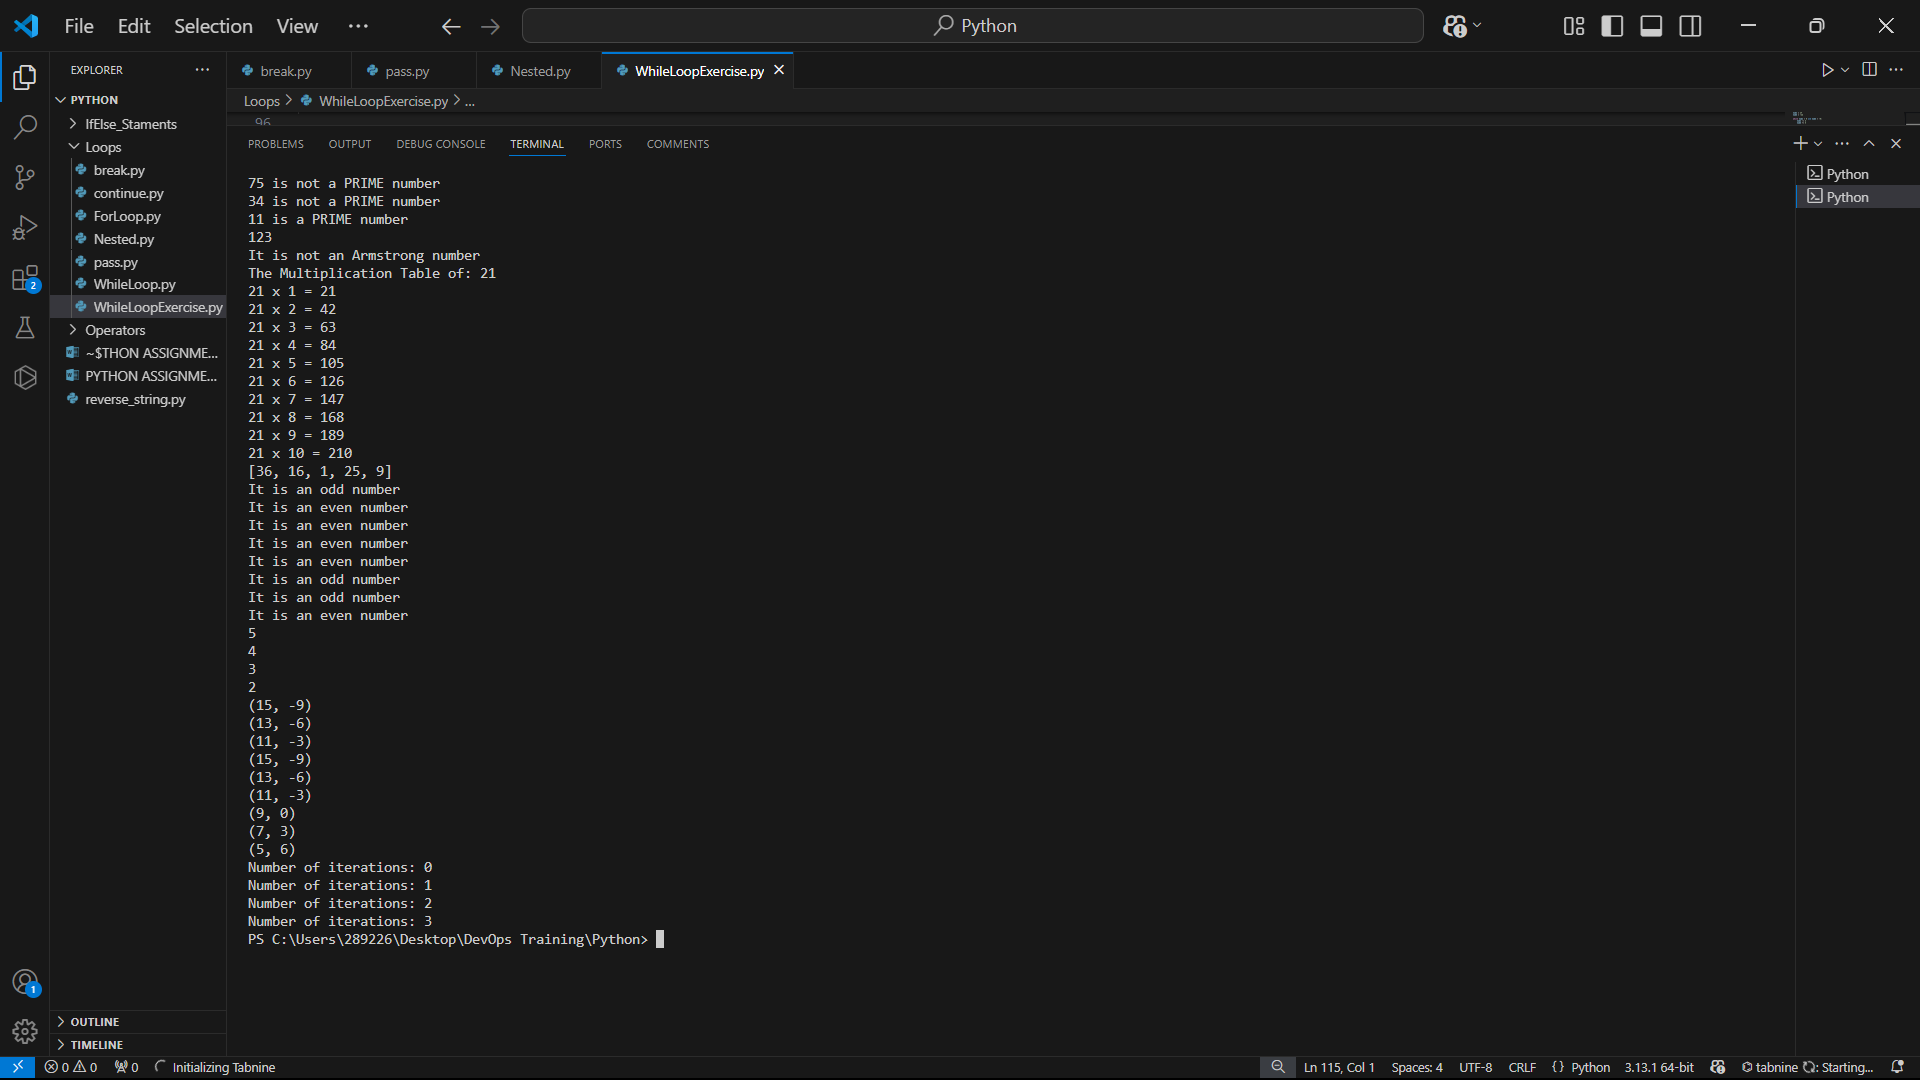 File Edit Selection View ··· Python
EXPLORER ···
PYTHON
IfElse_Staments
Loops
break.py
continue.py
ForLoop.py
Nested.py
pass.py
WhileLoop.py
WhileLoopExercise.py
Operators
~$THON ASSIGNME...
PYTHON ASSIGNME...
reverse_string.py
OUTLINE
TIMELINE
2
1
break.py pass.py Nested.py WhileLoopExercise.py
Loops > WhileLoopExercise.py > ...
96
PROBLEMS OUTPUT DEBUG CONSOLE TERMINAL PORTS COMMENTS
Python
Python
75 is not a PRIME number
34 is not a PRIME number
11 is a PRIME number
123
It is not an Armstrong number
The Multiplication Table of: 21
21 x 1 = 21
21 x 2 = 42
21 x 3 = 63
21 x 4 = 84
21 x 5 = 105
21 x 6 = 126
21 x 7 = 147
21 x 8 = 168
21 x 9 = 189
21 x 10 = 210
[36, 16, 1, 25, 9]
It is an odd number
It is an even number
It is an even number
It is an even number
It is an even number
It is an odd number
It is an odd number
It is an even number
5
4
3
2
(15, -9)
(13, -6)
(11, -3)
(15, -9)
(13, -6)
(11, -3)
(9, 0)
(7, 3)
(5, 6)
Number of iterations: 0
Number of iterations: 1
Number of iterations: 2
Number of iterations: 3
PS C:\Users\289226\Desktop\DevOps Training\Python>
0 0 0 Initializing Tabnine Ln 115, Col 1 Spaces: 4 UTF-8 CRLF {} Python 3.13.1 64-bit tabnine : Starting...